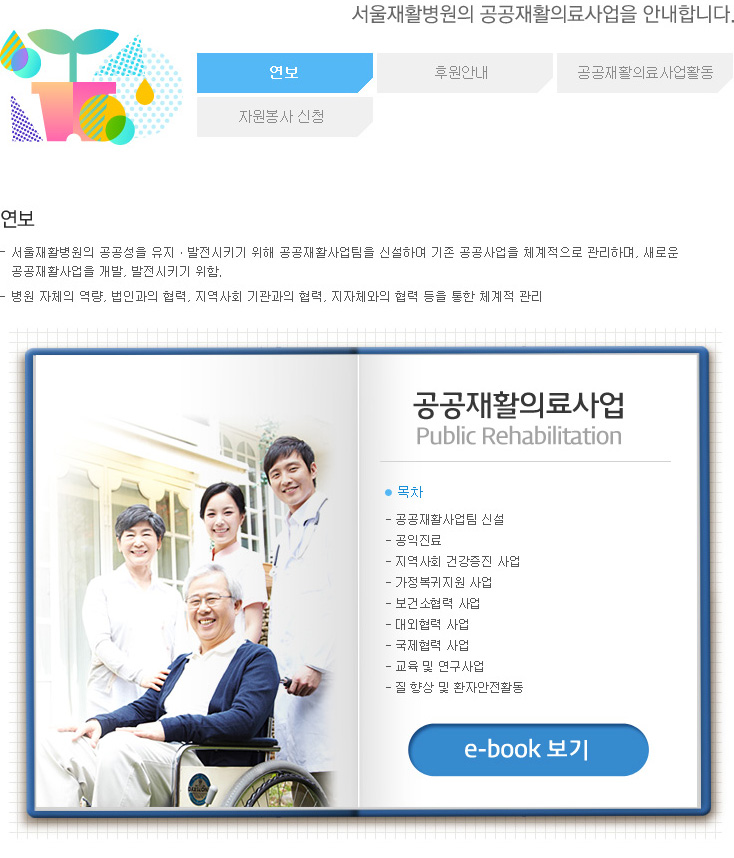 서울재활병원의 공공재활의료사업을 안내합니다.
연보
후원안내
공공재활의료사업활동
자원봉사 신청
연보
- 서울재활병원의 공공성을 유지 · 발전시키기 위해 공공재활사업팀을 신설하여 기존 공공사업을 체계적으로 관리하며, 새로운
공공재활사업을 개발, 발전시키기 위함.
- 병원 자체의 역량, 법인과의 협력, 지역사회 기관과의 협력, 지자체와의 협력 등을 통한 체계적 관리
공공재활의료사업
Public Rehabilitation
● 목차
- 공공재활사업팀 신설
- 공익진료
- 지역사회 건강증진 사업
- 가정복귀지원 사업
- 보건소협력 사업
- 대외협력 사업
- 국제협력 사업
- 교육 및 연구사업
- 질 향상 및 환자안전활동
e-book 보기